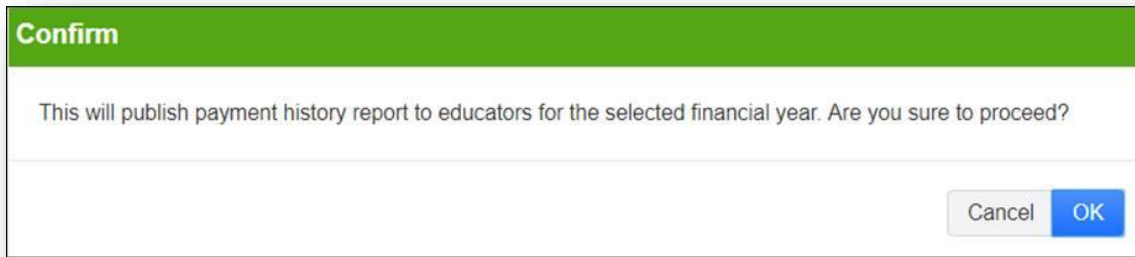 Confirm
This will publish payment history report to educators for the selected financial year. Are you sure to proceed?
Cancel OK